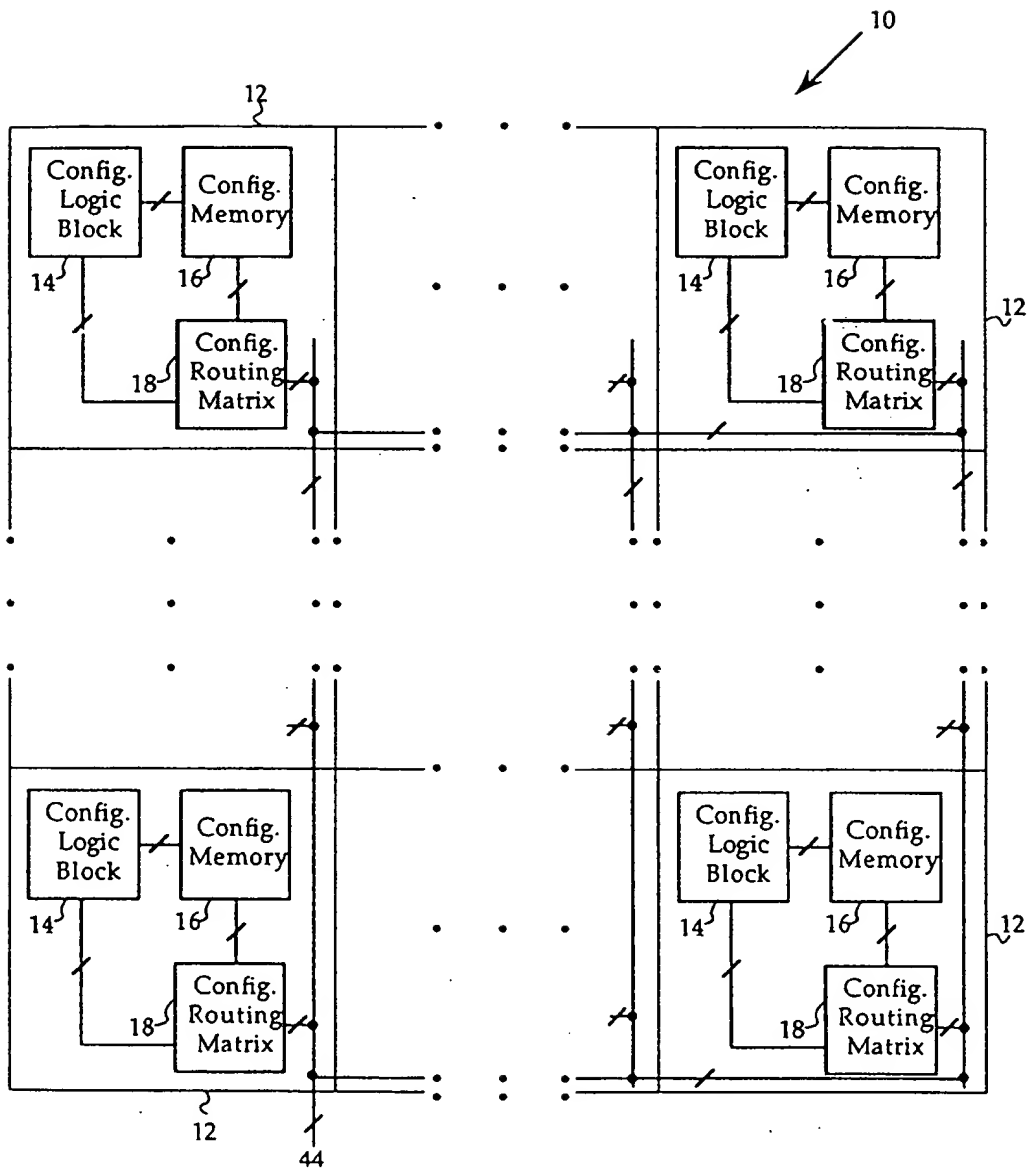 10
12
Config.
Logic
Block
Config.
Memory
14
16
Config.
Routing
Matrix
18
Config.
Logic
Block
Config.
Memory
14
16
12
Config.
Routing
Matrix
18
Config.
Logic
Block
Config.
Memory
14
16
Config.
Routing
Matrix
18
12
44
Config.
Logic
Block
Config.
Memory
14
16
12
Config.
Routing
Matrix
18